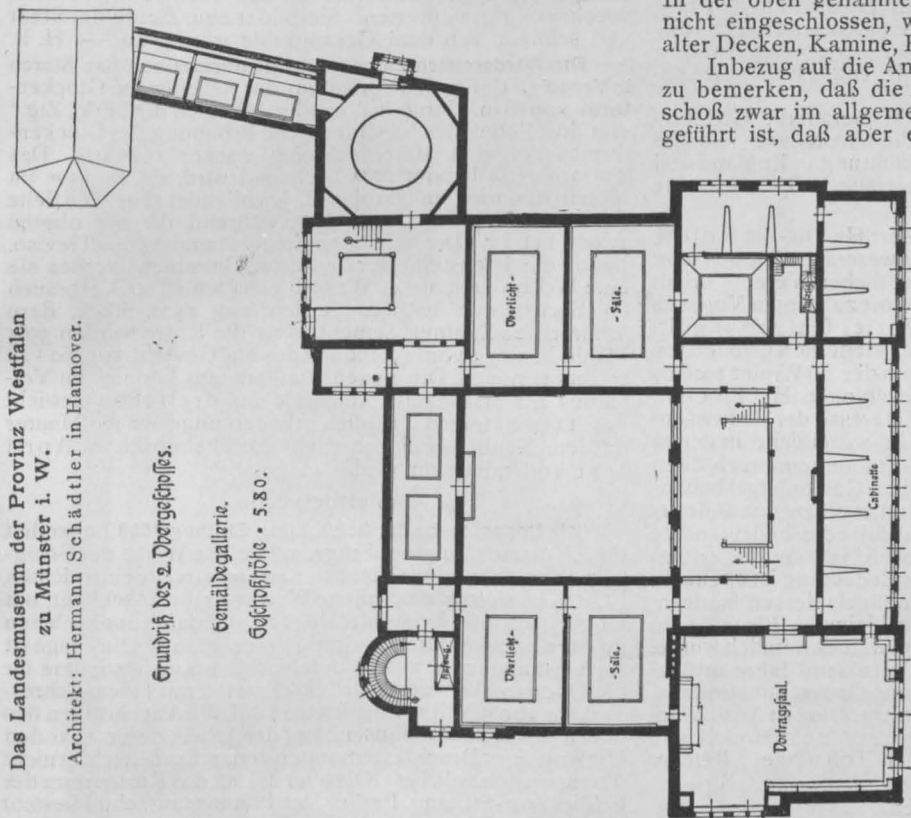 Das Landesmuseum der Provinz Westfalen
zu Münster i. W.
Architekt: Hermann Schädtler in Hannover.
Grundriß des 2. Obergeschosses.
Gemäldegallerie.
Geschoßhöhe · 5.80.
In der oben genannte
nicht eingeschlossen, w
alter Decken, Kamine,
Inbezug auf die An
zu bemerken, daß die
schoß zwar im allgeme
geführt ist, daß aber d
Oberlicht-
-Säle.
Oberlicht-
-Säle.
Aufzug.
Cabinette
Vortragssaal.